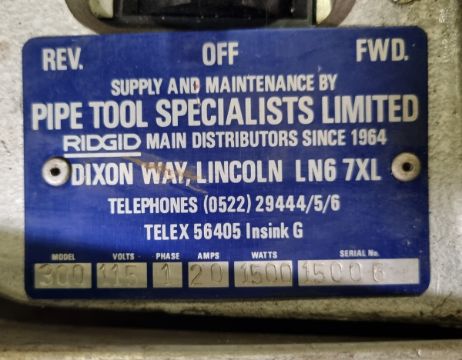 REV. OFF FWD.
SUPPLY AND MAINTENANCE BY
PIPE TOOL SPECIALISTS LIMITED
RIDGID MAIN DISTRIBUTORS SINCE 1964
DIXON WAY, LINCOLN LN6 7XL
TELEPHONES (0522) 29444/5/6
TELEX 56405 Insink G
MODEL VOLTS PHASE AMPS WATTS SERIAL No.
300 115 1 20 1500 15006